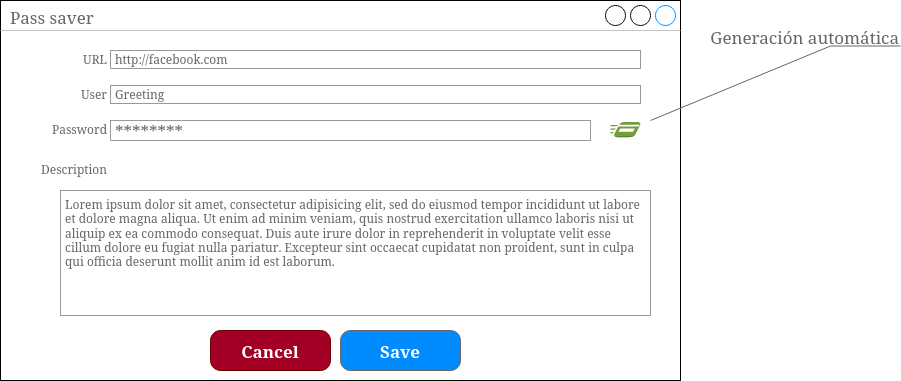 Pass saver
Generación automática
URL http://facebook.com
User Greeting
Password ********
Description
Lorem ipsum dolor sit amet, consectetur adipisicing elit, sed do eiusmod tempor incididunt ut labore
et dolore magna aliqua. Ut enim ad minim veniam, quis nostrud exercitation ullamco laboris nisi ut
aliquip ex ea commodo consequat. Duis aute irure dolor in reprehenderit in voluptate velit esse
cillum dolore eu fugiat nulla pariatur. Excepteur sint occaecat cupidatat non proident, sunt in culpa
qui officia deserunt mollit anim id est laborum.
Cancel Save